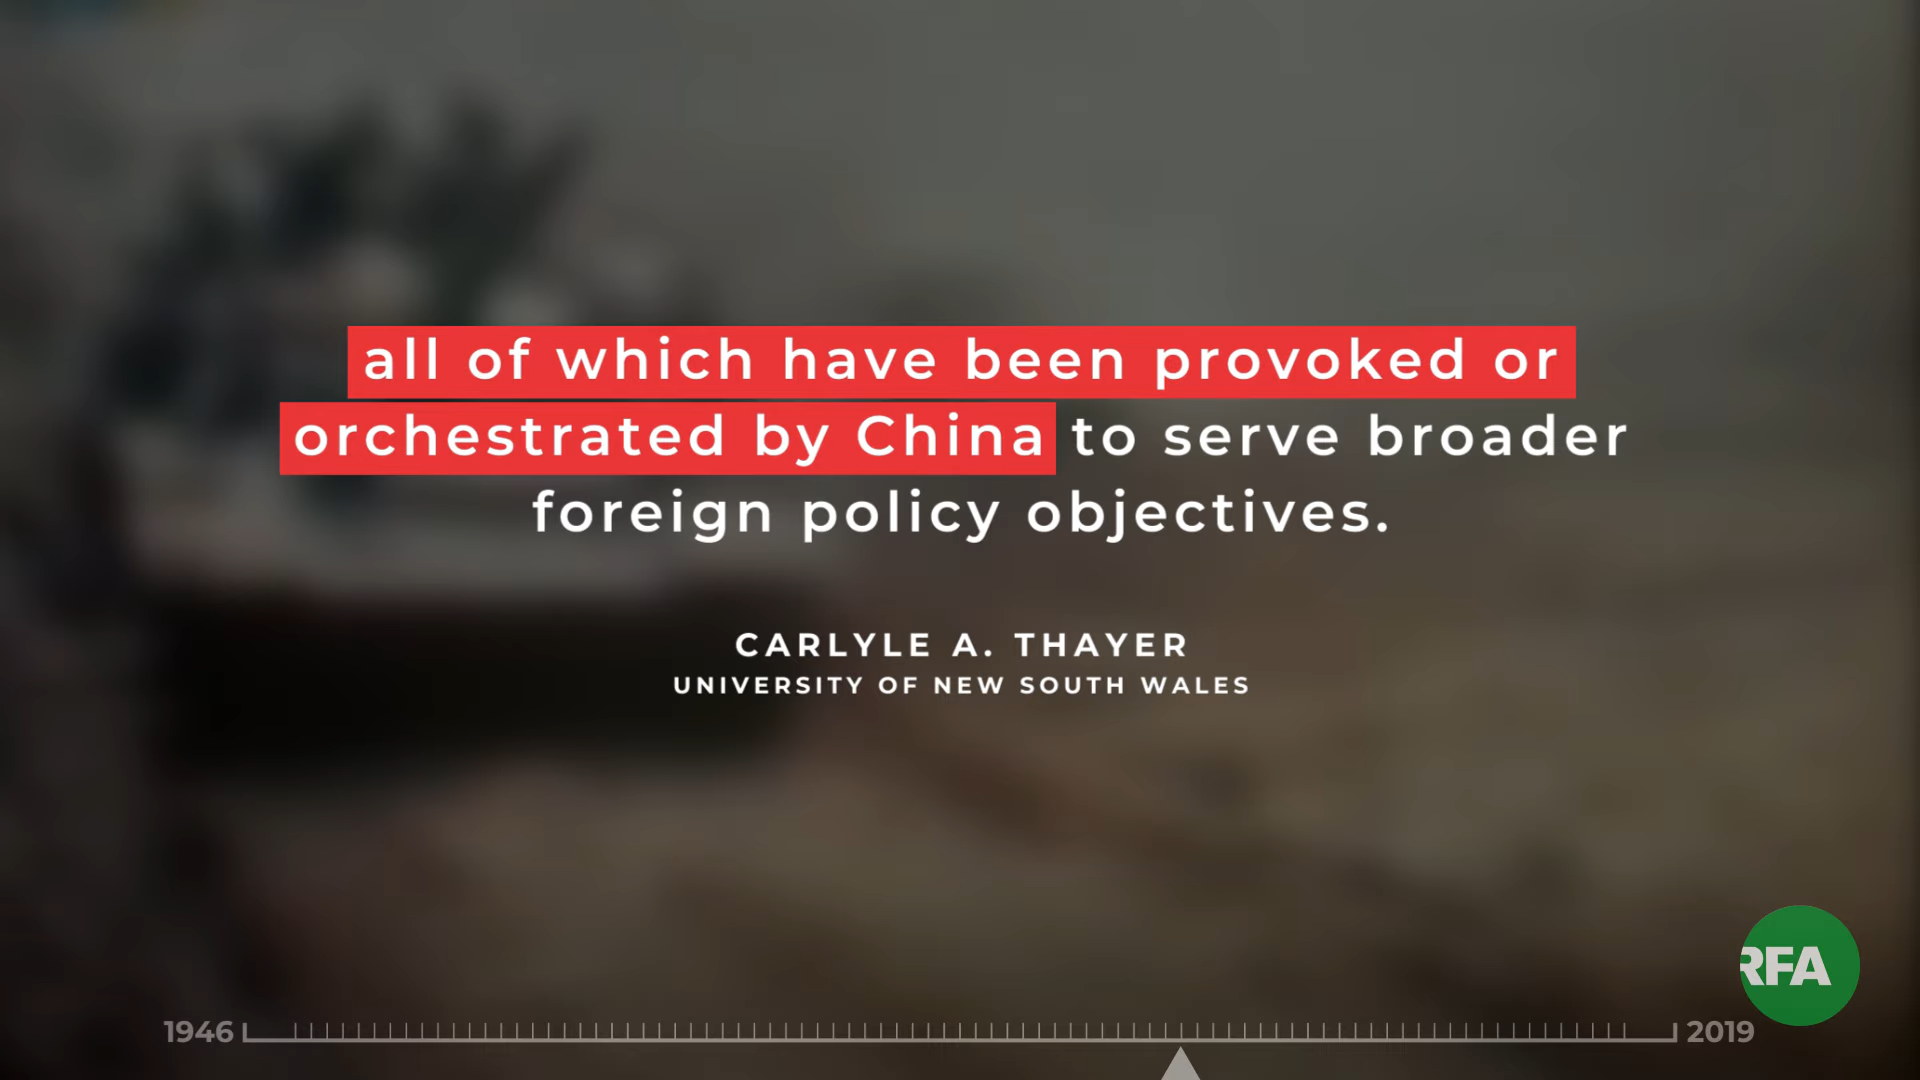 all of which have been provoked or
orchestrated by China to serve broader
foreign policy objectives.
CARLYLE A. THAYER
UNIVERSITY OF NEW SOUTH WALES
RFA
1946
2019